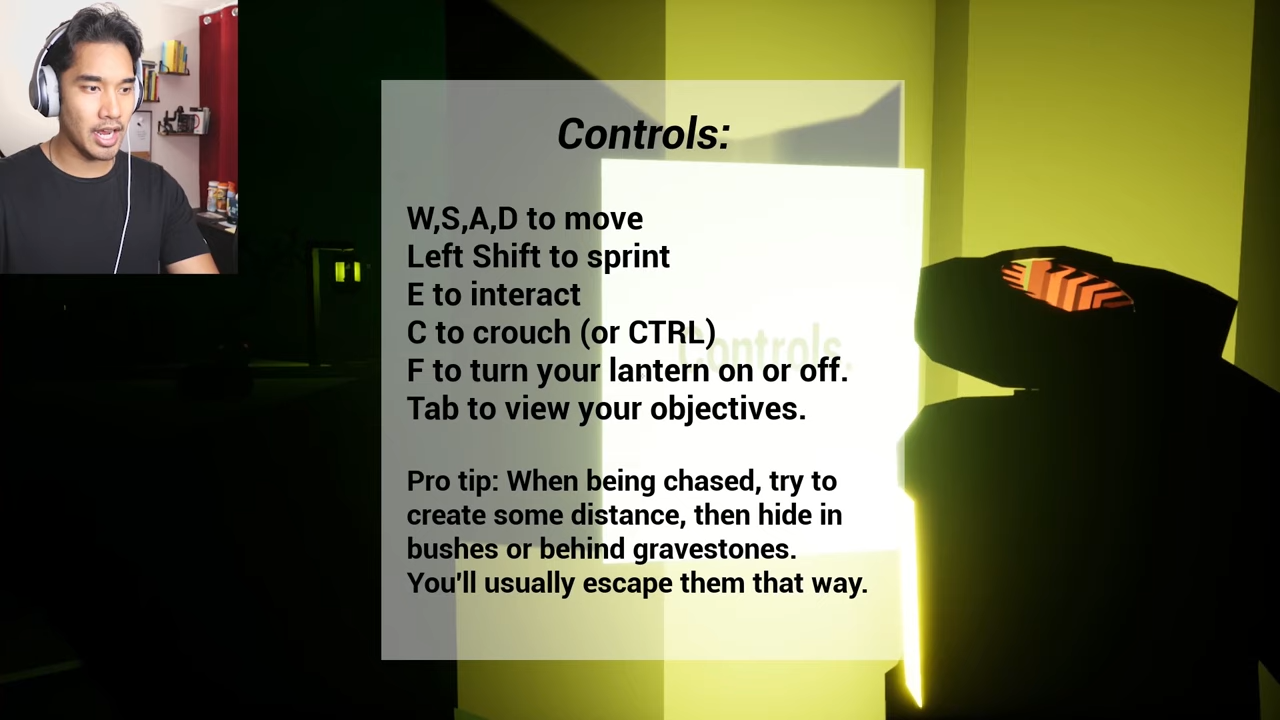 Controls:
W,S,A,D to move
Left Shift to sprint
E to interact
C to crouch (or CTRL)
Controls.
F to turn your lantern on or off.
Tab to view your objectives.
Pro tip: When being chased, try to
create some distance, then hide in
bushes or behind gravestones.
You'll usually escape them that way.